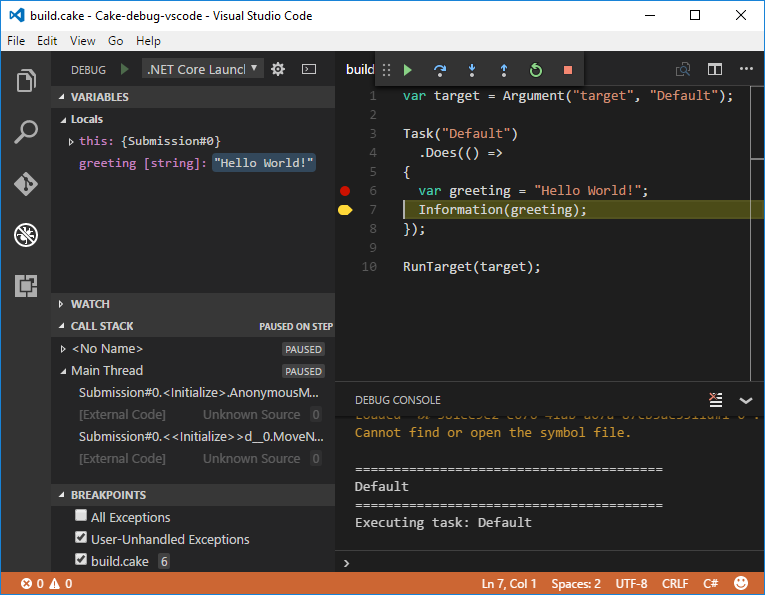 build.cake - Cake-debug-vscode - Visual Studio Code
File Edit View Go Help
DEBUG .NET Core Launcl
VARIABLES
Locals
this: {Submission#0}
greeting [string]: "Hello World!"
WATCH
CALL STACK PAUSED ON STEP
<No Name> PAUSED
Main Thread PAUSED
Submission#0.<Initialize>.AnonymousM...
[External Code] Unknown Source 0
Submission#0.<<Initialize>>d__0.MoveN...
[External Code] Unknown Source 0
BREAKPOINTS
All Exceptions
User-Unhandled Exceptions
build.cake 6
build
1 var target = Argument("target", "Default");
2
3 Task("Default")
4 .Does(() =>
5 {
6 var greeting = "Hello World!";
7 Information(greeting);
8 });
9
10 RunTarget(target);
DEBUG CONSOLE
Cannot find or open the symbol file.
========================================
Default
========================================
Executing task: Default
>
0 0 Ln 7, Col 1 Spaces: 2 UTF-8 CRLF C#